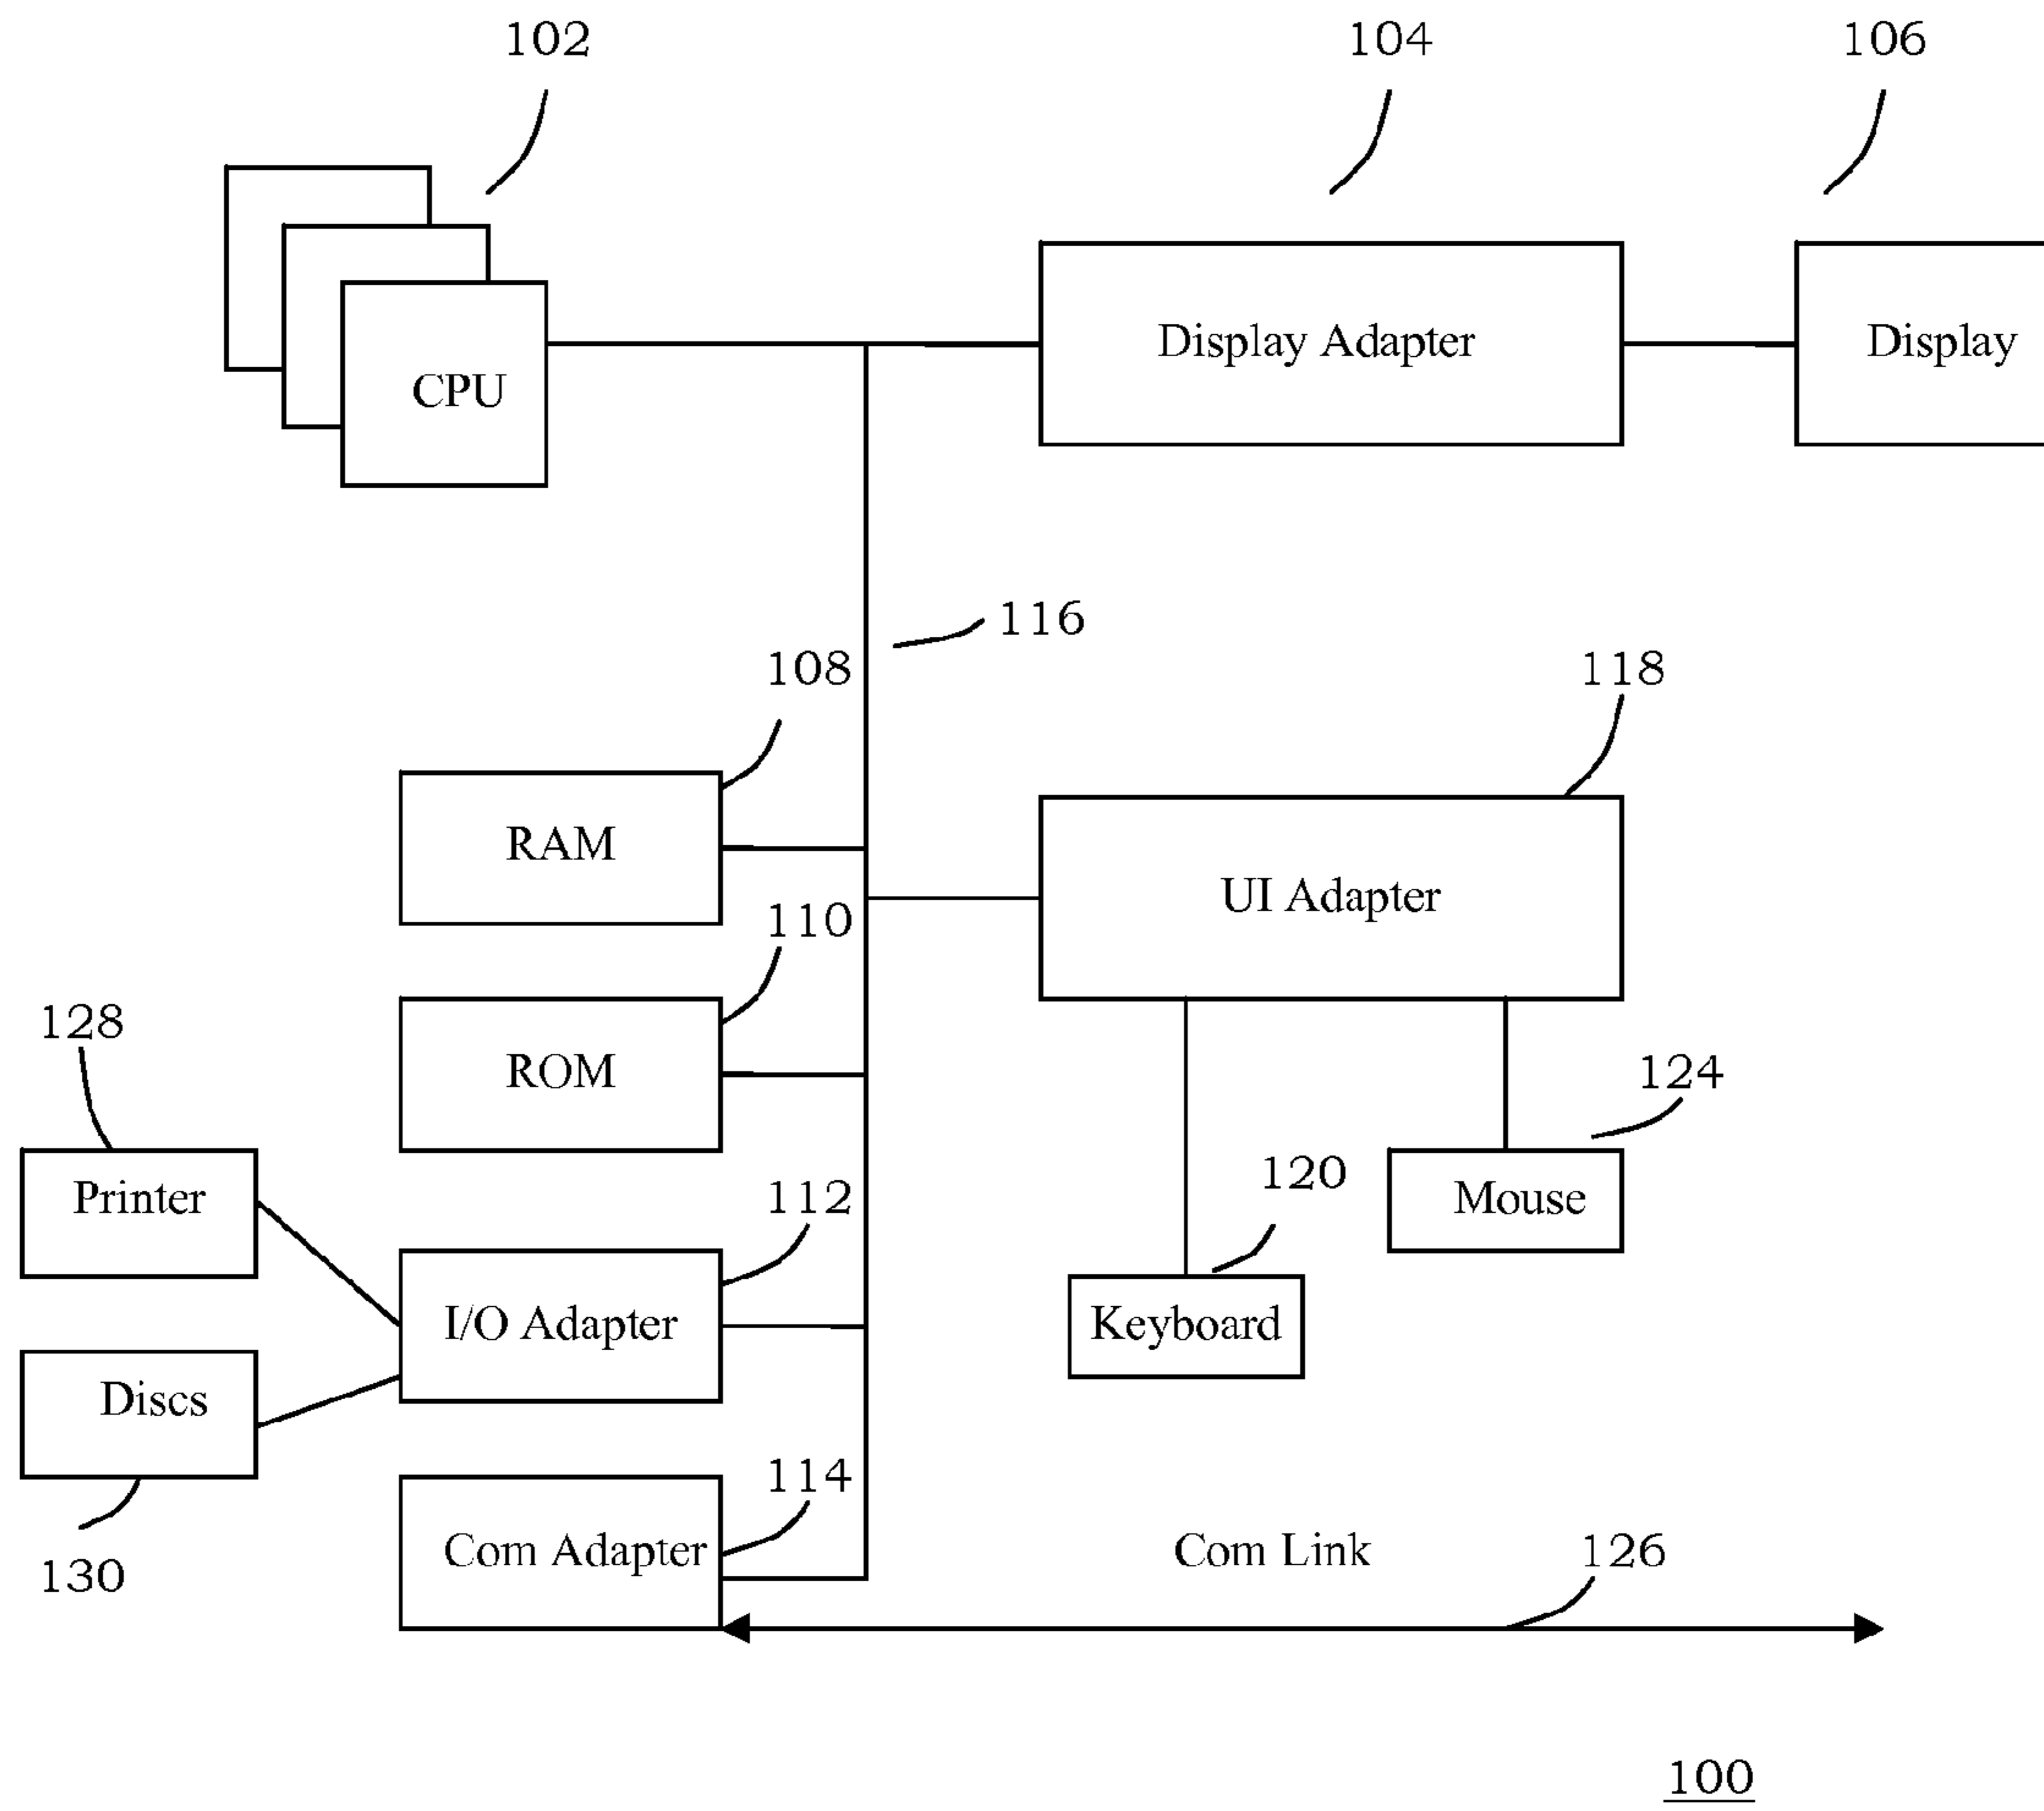 102
104
106
CPU
Display Adapter
Display
116
108
118
RAM
UI Adapter
110
128
ROM
124
120
Printer
112
Mouse
I/O Adapter
Keyboard
Discs
114
Com Adapter
Com Link
126
130
100